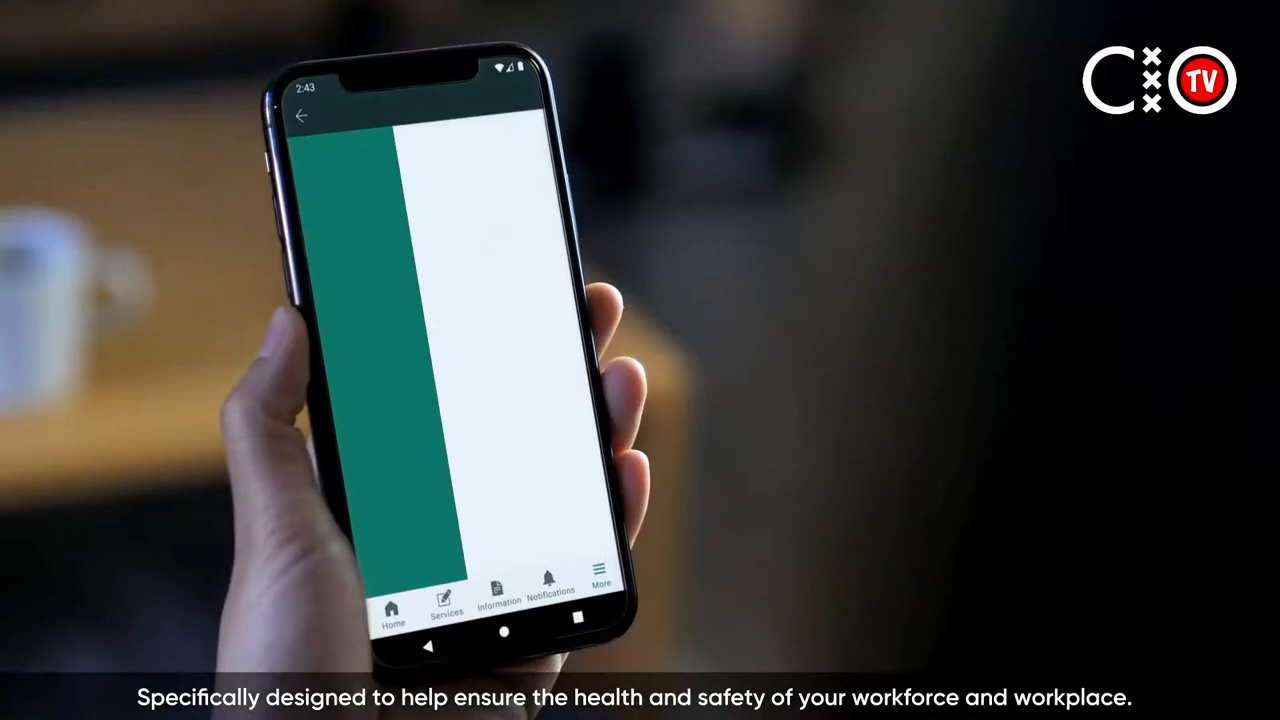 2:43
CIO
TV
Home
Services
Information
Notifications
More
Specifically designed to help ensure the health and safety of your workforce and workplace.